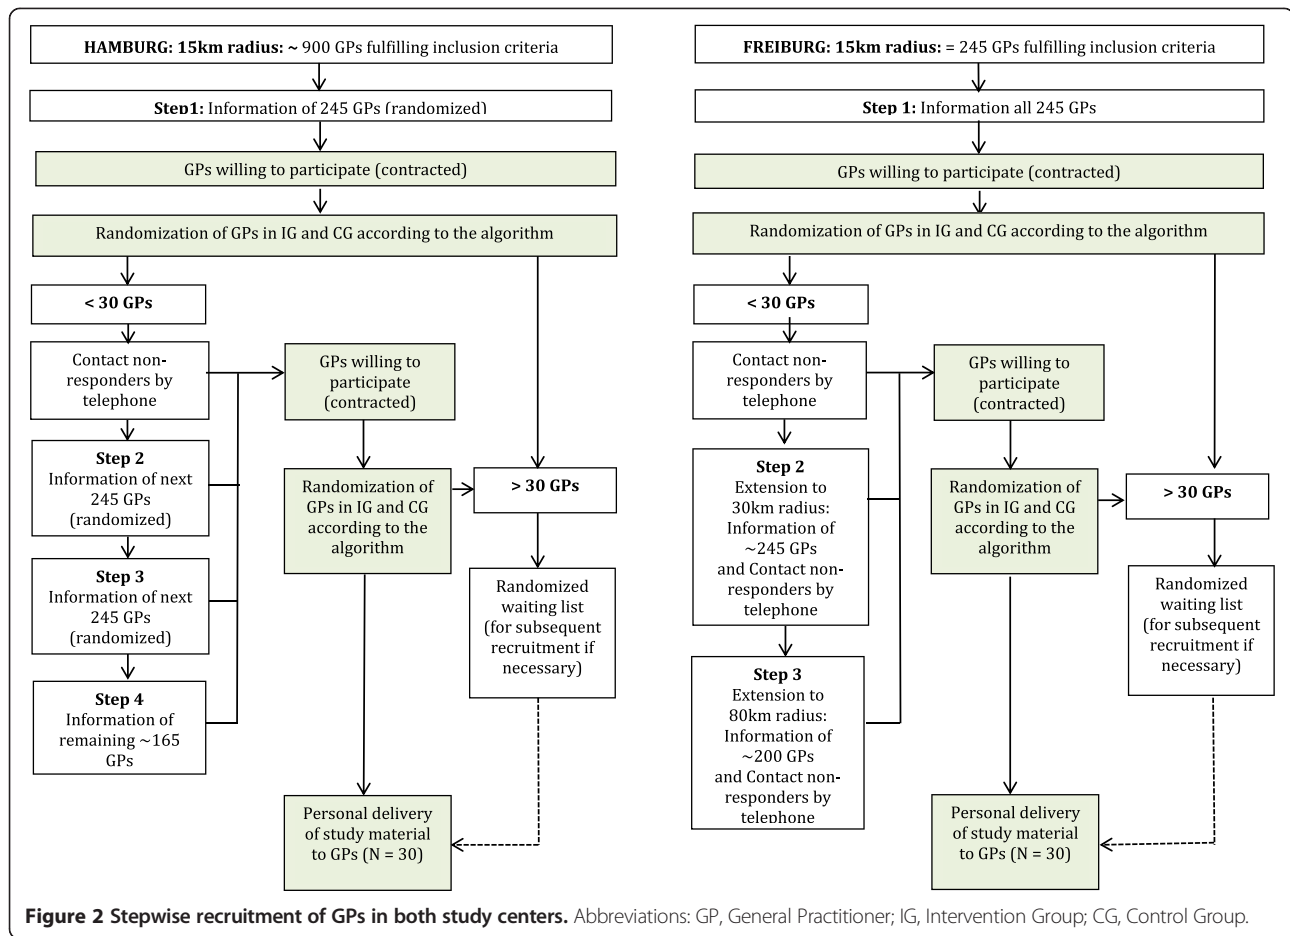 HAMBURG: 15km radius: ~ 900 GPs fulfilling inclusion criteria
Step1: Information of 245 GPs (randomized)
GPs willing to participate (contracted)
Randomization of GPs in IG and CG according to the algorithm
< 30 GPs
Contact non-
responders by
telephone
GPs willing to
participate
(contracted)
Step 2
Information of next
245 GPs
(randomized)
Randomization of
GPs in IG and CG
according to the
algorithm
> 30 GPs
Step 3
Information of next
245 GPs
(randomized)
Randomized
waiting list
(for subsequent
recruitment if
necessary)
Step 4
Information of
remaining ~165
GPs
Personal delivery
of study material
to GPs (N = 30)
FREIBURG: 15km radius: = 245 GPs fulfilling inclusion criteria
Step 1: Information all 245 GPs
GPs willing to participate (contracted)
Randomization of GPs in IG and CG according to the algorithm
< 30 GPs
Contact non-
responders by
telephone
GPs willing to
participate
(contracted)
Step 2
Extension to
30km radius:
Information of
~245 GPs
and Contact non-
responders by
telephone
Randomization of
GPs in IG and CG
according to the
algorithm
> 30 GPs
Randomized
waiting list
(for subsequent
recruitment if
necessary)
Step 3
Extension to
80km radius:
Information of
~200 GPs
and Contact non-
responders by
telephone
Personal delivery
of study material
to GPs (N = 30)
Figure 2 Stepwise recruitment of GPs in both study centers. Abbreviations: GP, General Practitioner; IG, Intervention Group; CG, Control Group.